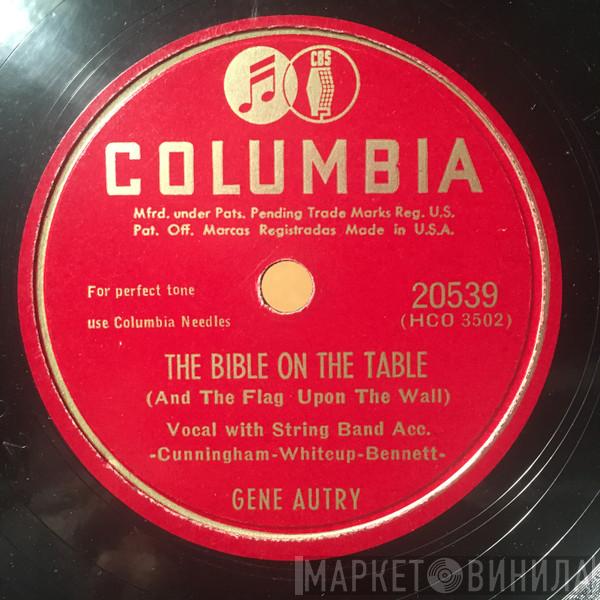 CBS
COLUMBIA
Mfrd. under Pats. Pending Trade Marks Reg. U.S.
Pat. Off. Marcas Registradas Made in U.S.A.
For perfect tone
use Columbia Needles
20539
(HCO 3502)
THE BIBLE ON THE TABLE
(And The Flag Upon The Wall)
Vocal with String Band Acc.
-Cunningham-Whitcup-Bennett-
GENE AUTRY
МАРКЕТ ВИНИЛА